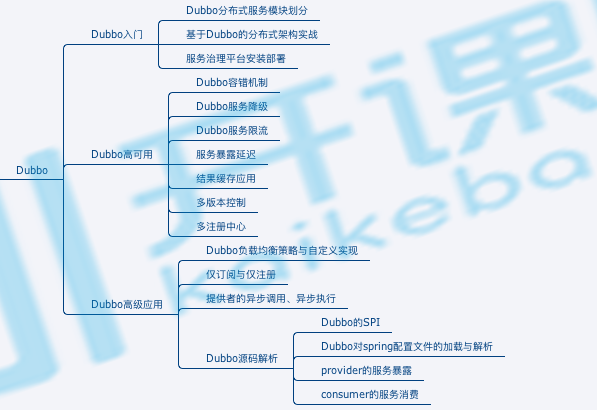 Dubbo
Dubbo入门
Dubbo分布式服务模块划分
基于Dubbo的分布式架构实战
服务治理平台安装部署
Dubbo高可用
Dubbo容错机制
Dubbo服务降级
Dubbo服务限流
服务暴露延迟
结果缓存应用
多版本控制
多注册中心
Dubbo高级应用
Dubbo负载均衡策略与自定义实现
仅订阅与仅注册
提供者的异步调用、异步执行
Dubbo源码解析
Dubbo的SPI
Dubbo对spring配置文件的加载与解析
provider的服务暴露
consumer的服务消费
开课
kaikeba